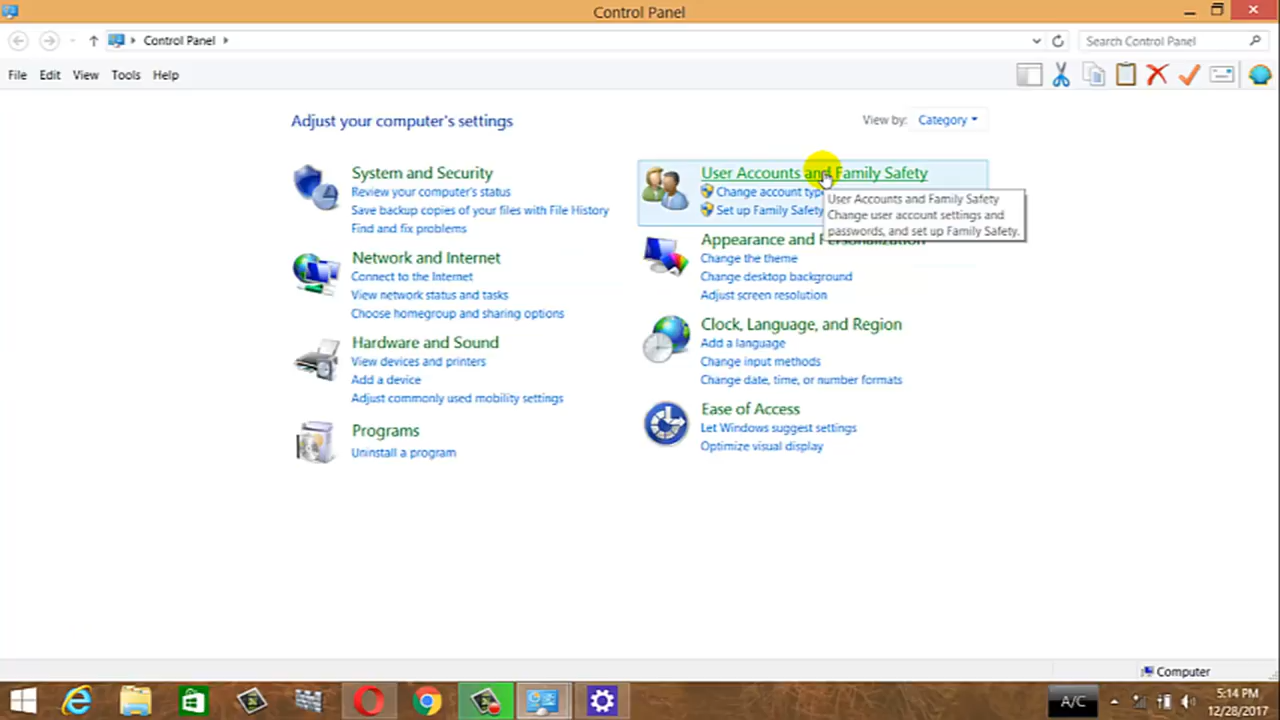 Control Panel
Control Panel
Search Control Panel
File Edit View Tools Help
Adjust your computer's settings
View by: Category
System and Security
Review your computer's status
Save backup copies of your files with File History
Find and fix problems
Network and Internet
Connect to the Internet
View network status and tasks
Choose homegroup and sharing options
Hardware and Sound
View devices and printers
Add a device
Adjust commonly used mobility settings
Programs
Uninstall a program
User Accounts and Family Safety
Change account typ
Set up Family Safety
User Accounts and Family Safety
Change user account settings and
passwords, and set up Family Safety.
Appearance and Personalization
Change the theme
Change desktop background
Adjust screen resolution
Clock, Language, and Region
Add a language
Change input methods
Change date, time, or number formats
Ease of Access
Let Windows suggest settings
Optimize visual display
Computer
A/C
5:14 PM
12/28/2017